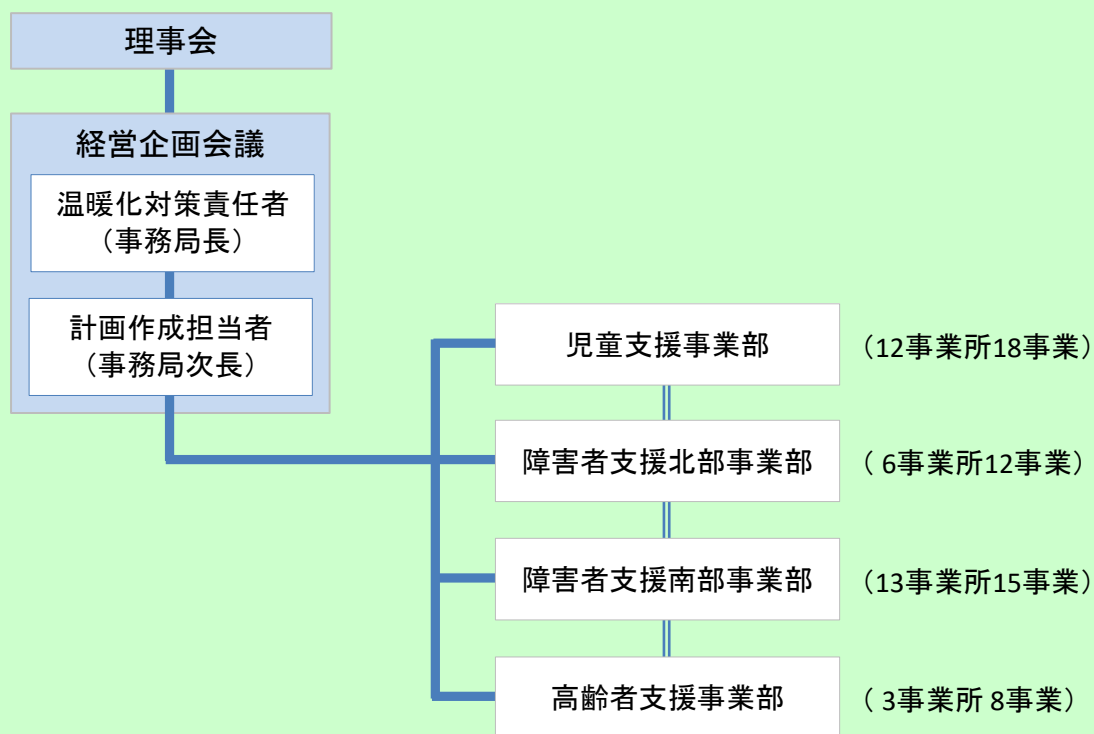 理事会
経営企画会議
温暖化対策責任者
（事務局長）
計画作成担当者
（事務局次長）
児童支援事業部 （12事業所18事業）
障害者支援北部事業部 （ 6事業所12事業）
障害者支援南部事業部 （13事業所15事業）
高齢者支援事業部 （ 3事業所 8事業）